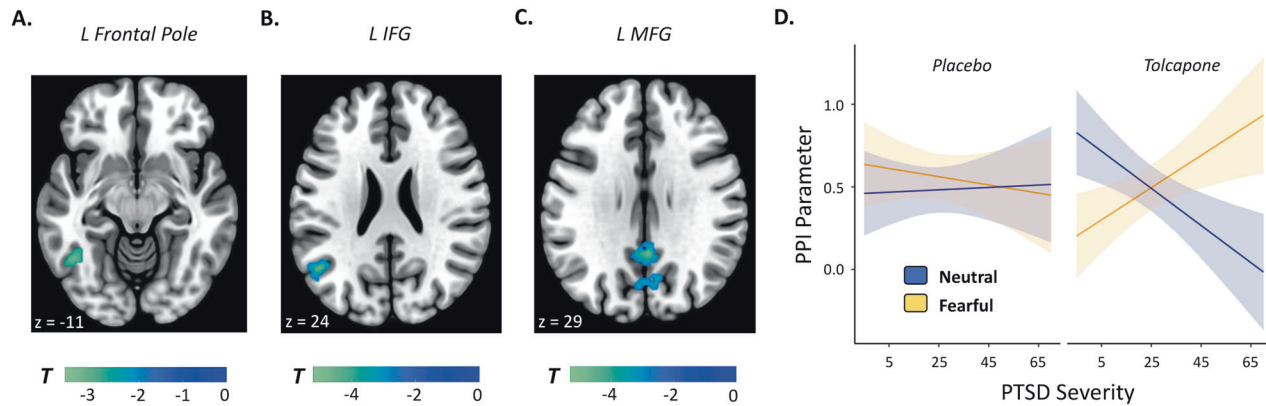 A.
L Frontal Pole
z = -11
T
-3 -2 -1 0
B.
L IFG
z = 24
T
-4 -2 0
C.
L MFG
z = 29
T
-4 -2 0
D.
Placebo
Tolcapone
PPI Parameter
1.0
0.5
0.0
Neutral
Fearful
5 25 45 65
5 25 45 65
PTSD Severity